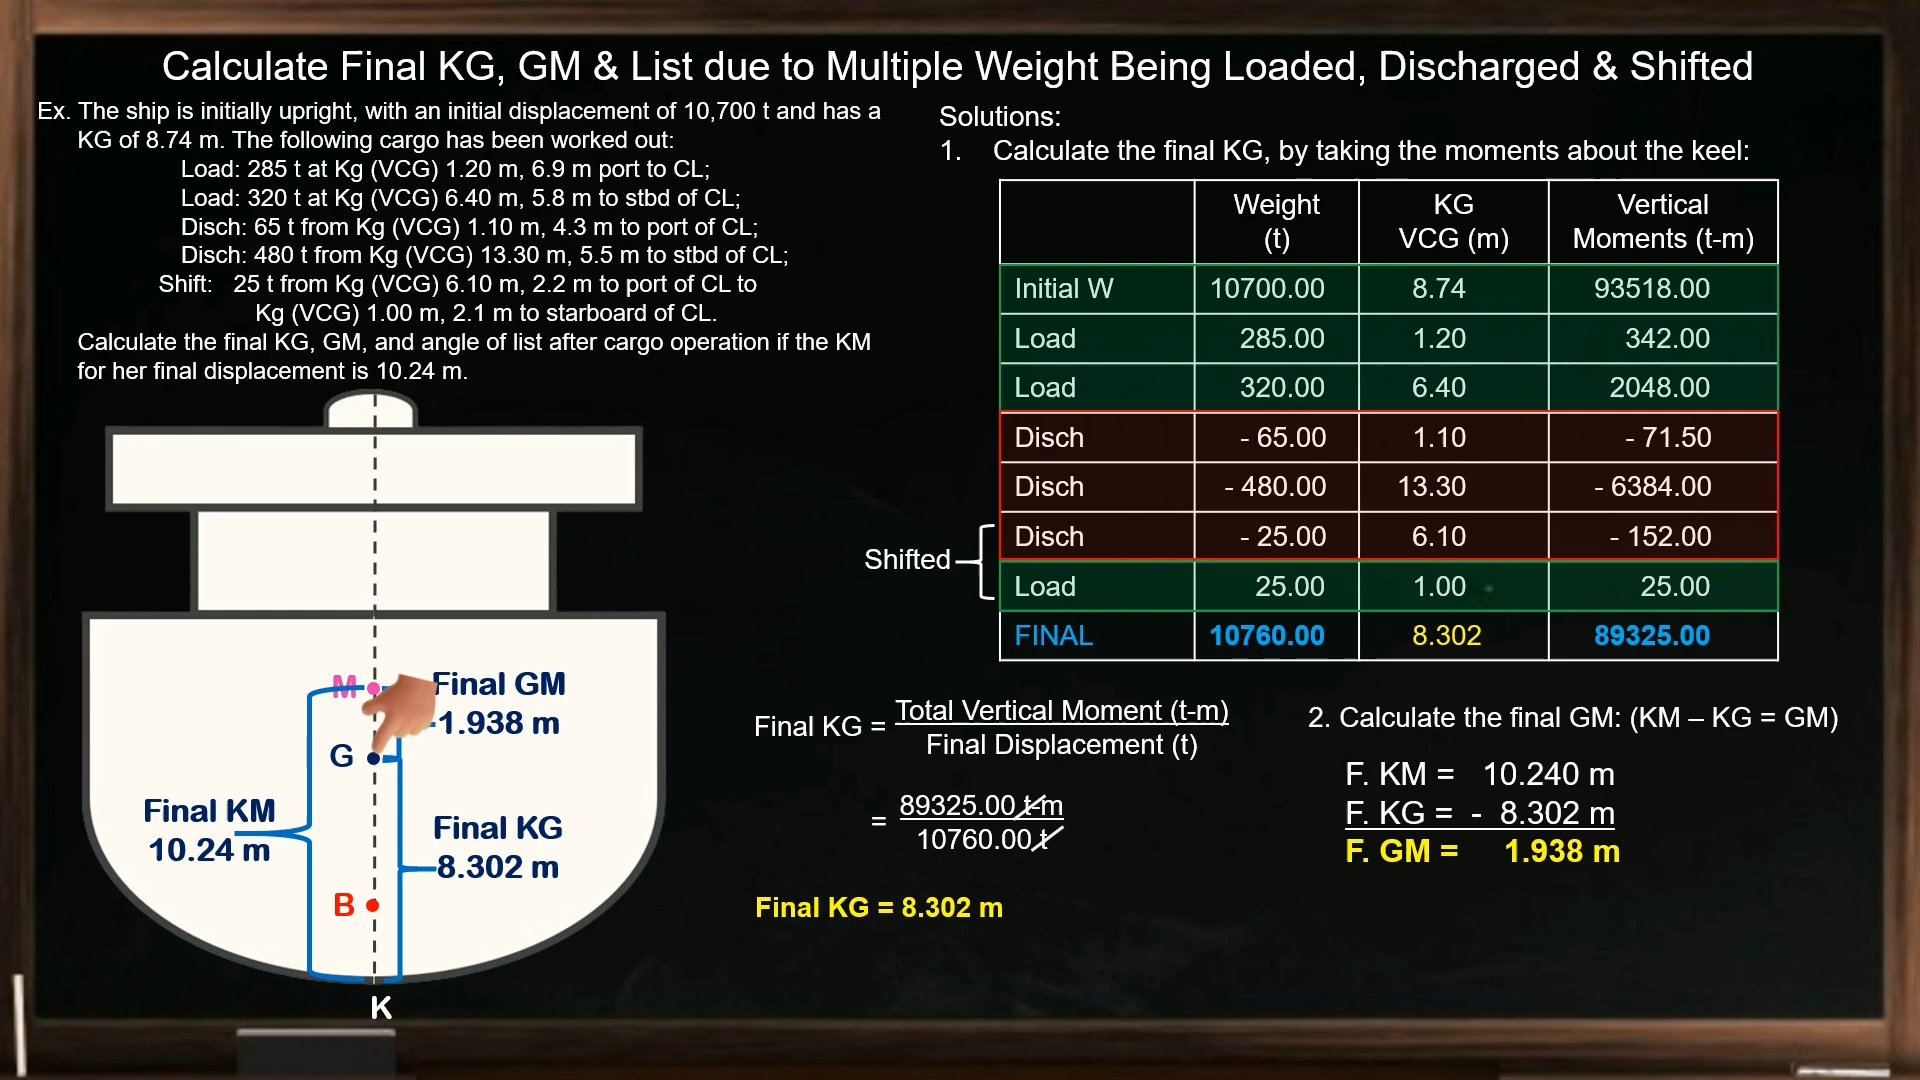 Calculate Final KG, GM & List due to Multiple Weight Being Loaded, Discharged & Shifted
Ex. The ship is initially upright, with an initial displacement of 10,700 t and has a
KG of 8.74 m. The following cargo has been worked out:
Load: 285 t at Kg (VCG) 1.20 m, 6.9 m port to CL;
Load: 320 t at Kg (VCG) 6.40 m, 5.8 m to stbd of CL;
Disch: 65 t from Kg (VCG) 1.10 m, 4.3 m to port of CL;
Disch: 480 t from Kg (VCG) 13.30 m, 5.5 m to stbd of CL;
Shift: 25 t from Kg (VCG) 6.10 m, 2.2 m to port of CL to
Kg (VCG) 1.00 m, 2.1 m to starboard of CL.
Calculate the final KG, GM, and angle of list after cargo operation if the KM
for her final displacement is 10.24 m.
M
Final GM
1.938 m
G
Final KM
10.24 m
Final KG
8.302 m
B
K
Solutions:
1. Calculate the final KG, by taking the moments about the keel:
Weight (t) KG VCG (m) Vertical Moments (t-m)
Initial W 10700.00 8.74 93518.00
Load 285.00 1.20 342.00
Load 320.00 6.40 2048.00
Disch - 65.00 1.10 - 71.50
Disch - 480.00 13.30 - 6384.00
Shifted
Disch - 25.00 6.10 - 152.00
Load 25.00 1.00 25.00
FINAL 10760.00 8.302 89325.00
Final KG = Total Vertical Moment (t-m)
Final Displacement (t)
= 89325.00 t-m
10760.00 t
Final KG = 8.302 m
2. Calculate the final GM: (KM – KG = GM)
F. KM = 10.240 m
F. KG = - 8.302 m
F. GM = 1.938 m